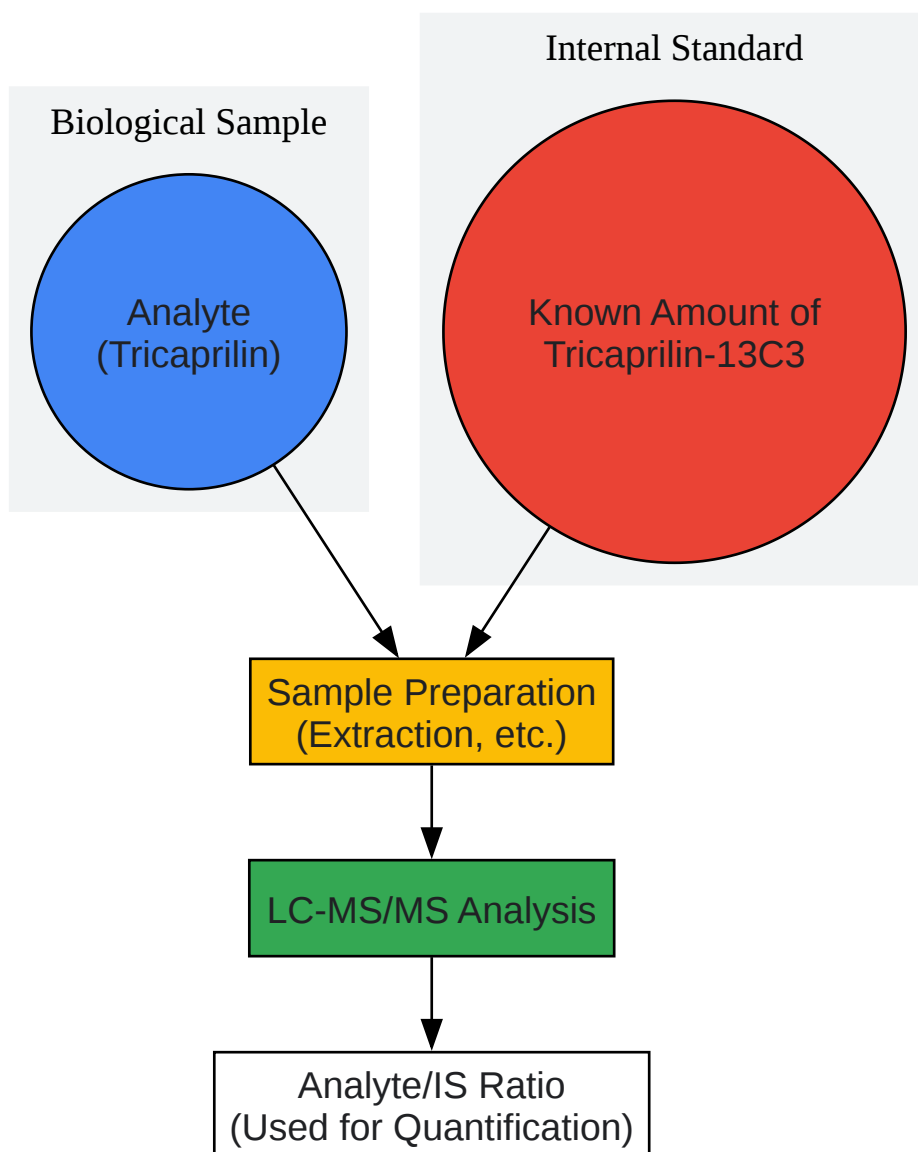 Internal Standard
Biological Sample
Analyte
(Tricaprilin)
Known Amount of
Tricaprilin-13C3
Sample Preparation
(Extraction, etc.)
LC-MS/MS Analysis
Analyte/IS Ratio
(Used for Quantification)